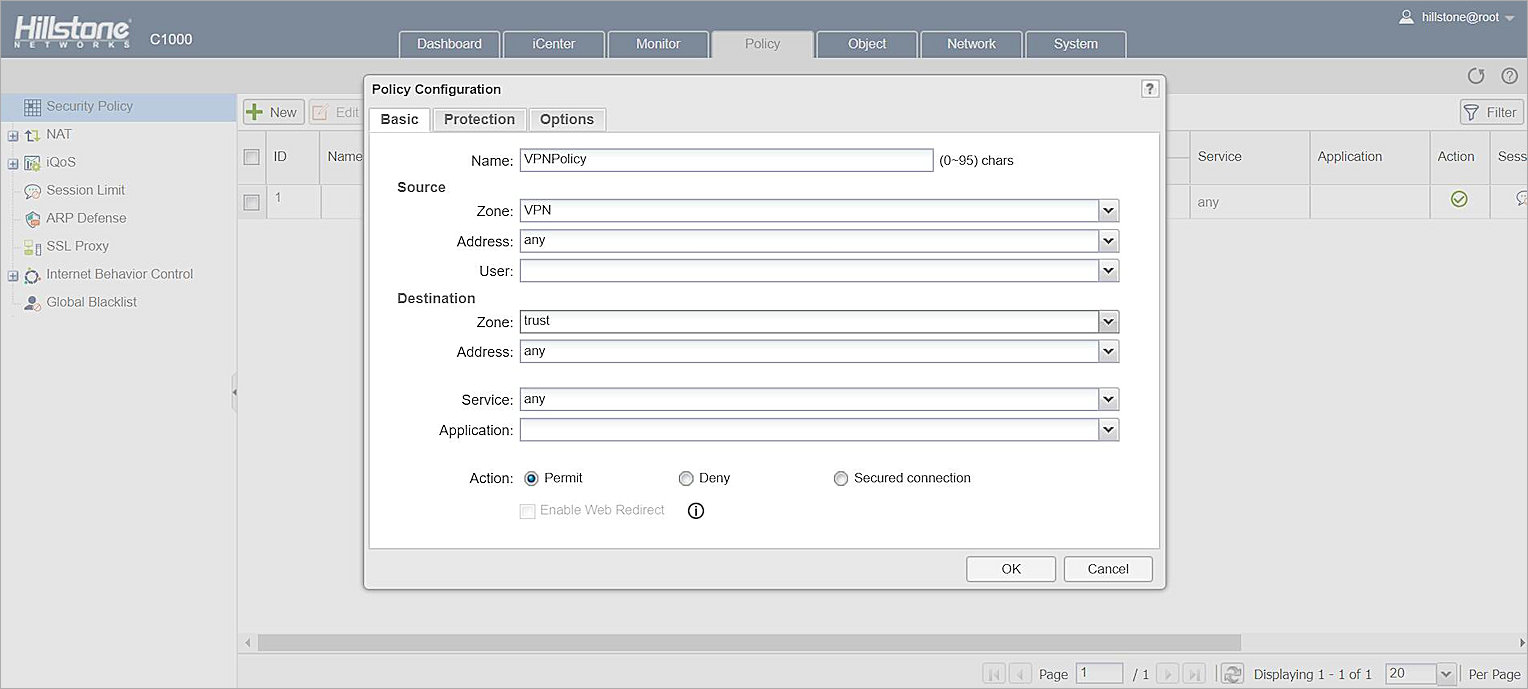 Hillstone
NETWORKS
C1000
hillstone@root
Dashboard
iCenter
Monitor
Policy
Object
Network
System
Security Policy
NAT
iQoS
Session Limit
ARP Defense
SSL Proxy
Internet Behavior Control
Global Blacklist
New
Edit
Filter
ID
Name
Service
Application
Action
Sess
1
any
Policy Configuration
?
Basic
Protection
Options
Name: VPNPolicy (0~95) chars
Source
Zone: VPN
Address: any
User:
Destination
Zone: trust
Address: any
Service: any
Application:
Action: Permit Deny Secured connection
Enable Web Redirect
OK
Cancel
Page 1 / 1
Displaying 1 - 1 of 1
20
Per Page